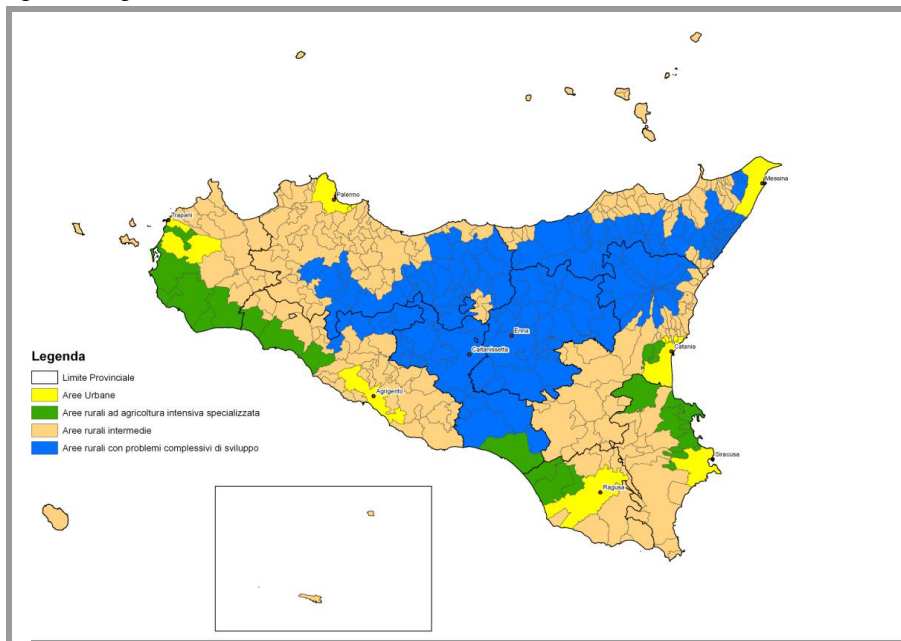 Palermo
Messina
Trapani
Enna
Caltanissetta
Catania
Agrigento
Siracusa
Ragusa
Legenda
Limite Provinciale
Aree Urbane
Aree rurali ad agricoltura intensiva specializzata
Aree rurali intermedie
Aree rurali con problemi complessivi di sviluppo